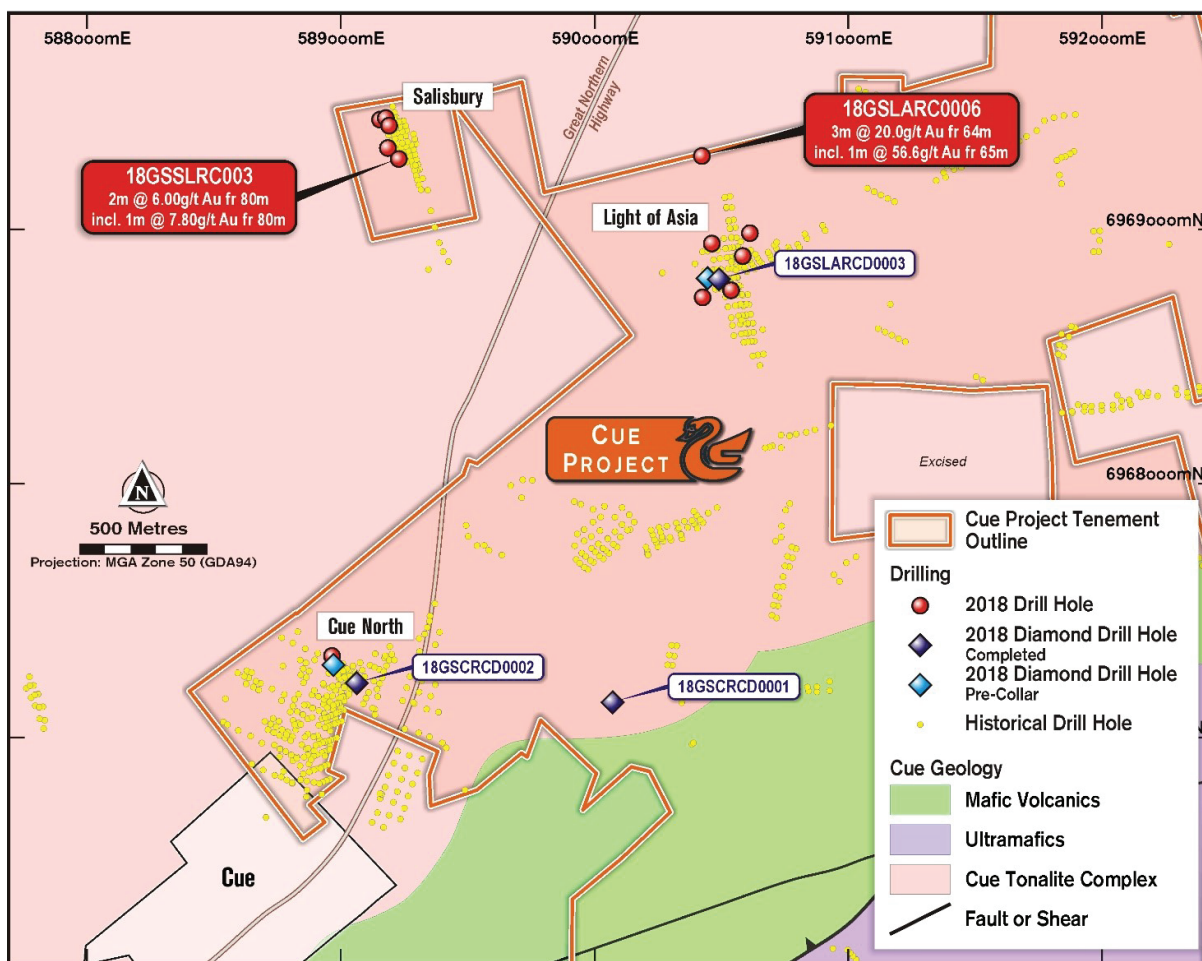 588000mE
589000mE
590000mE
591000mE
592000mE
Salisbury
Great Northern
Highway
18GSLARC0006
3m @ 20.0g/t Au fr 64m
incl. 1m @ 56.6g/t Au fr 65m
18GSSLRC003
2m @ 6.00g/t Au fr 80m
incl. 1m @ 7.80g/t Au fr 80m
Light of Asia
6969000mN
18GSLARCD0003
CUE
PROJECT
Excised
6968000mN
N
500 Metres
Projection: MGA Zone 50 (GDA94)
Cue North
18GSCRCD0002
18GSCRCD0001
Cue
Cue Project Tenement
Outline
Drilling
2018 Drill Hole
2018 Diamond Drill Hole
Completed
2018 Diamond Drill Hole
Pre-Collar
Historical Drill Hole
Cue Geology
Mafic Volcanics
Ultramafics
Cue Tonalite Complex
Fault or Shear